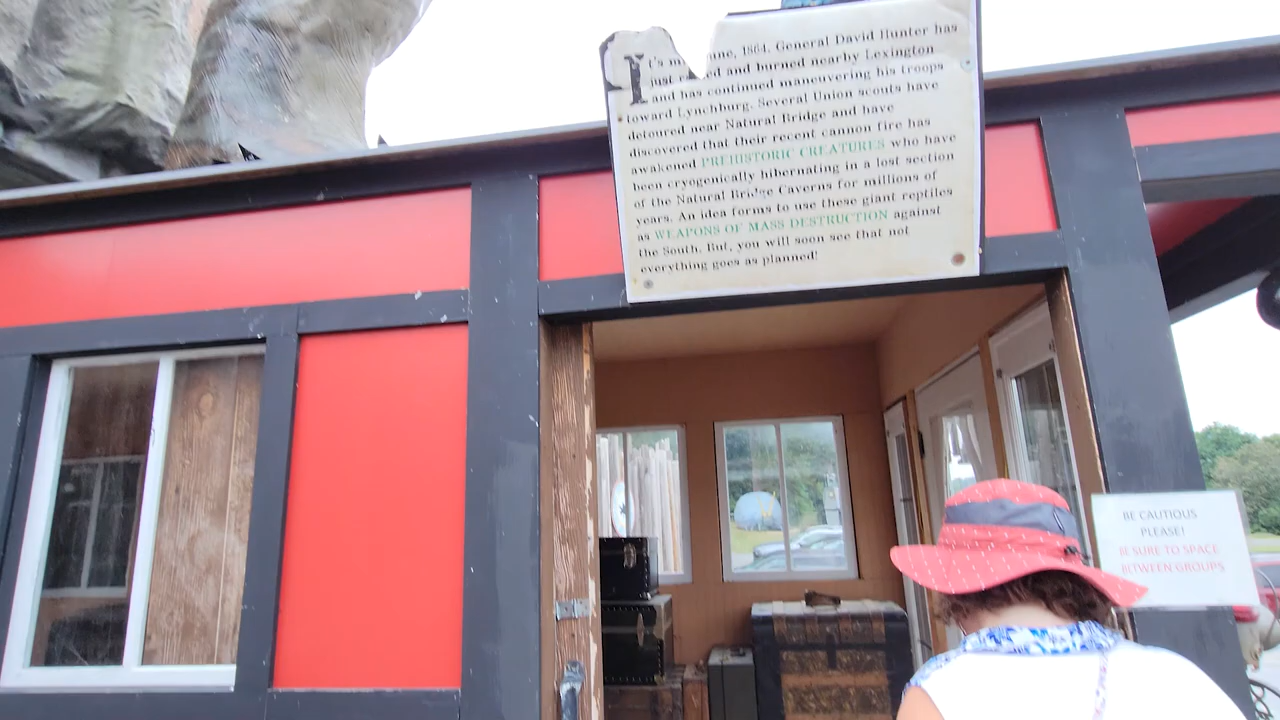 It's ne, 1864. General David Hunter has
just and burned nearby Lexington
and has continued maneuvering his troops
toward Lynchburg. Several Union scouts have
detoured near Natural Bridge and have
discovered that their recent cannon fire has
awakened PREHISTORIC CREATURES who have
been cryogenically hibernating in a lost section
of the Natural Bridge Caverns for millions of
years. An idea forms to use these giant reptiles
as WEAPONS OF MASS DESTRUCTION against
the South. But, you will soon see that not
everything goes as planned!
BE CAUTIOUS
PLEASE!
BE SURE TO SPACE
BETWEEN GROUPS